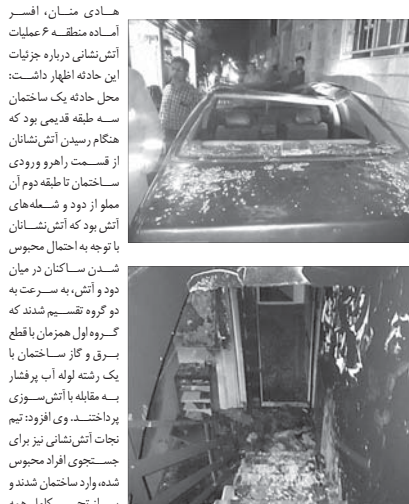 هادی منان، افسر
آماده منطقه ۶ عملیات
آتش‌نشانی درباره جزئیات
این حادثه اظهار داشت:
محل حادثه یک ساختمان
سه طبقه قدیمی بود که
هنگام رسیدن آتش‌نشانان
از قسمت راهرو ورودی
ساختمان تا طبقه دوم آن
مملو از دود و شعله‌های
آتش بود که آتش‌نشانان
با توجه به احتمال محبوس
شدن ساکنان در میان
دود و آتش، به سرعت به
دو گروه تقسیم شدند که
گروه اول همزمان با قطع
برق و گاز ساختمان با
یک رشته لوله آب پرفشار
به مقابله با آتش‌سوزی
پرداختند. وی افزود: تیم
نجات آتش‌نشانی نیز برای
جستجوی افراد محبوس
شده، وارد ساختمان شدند و